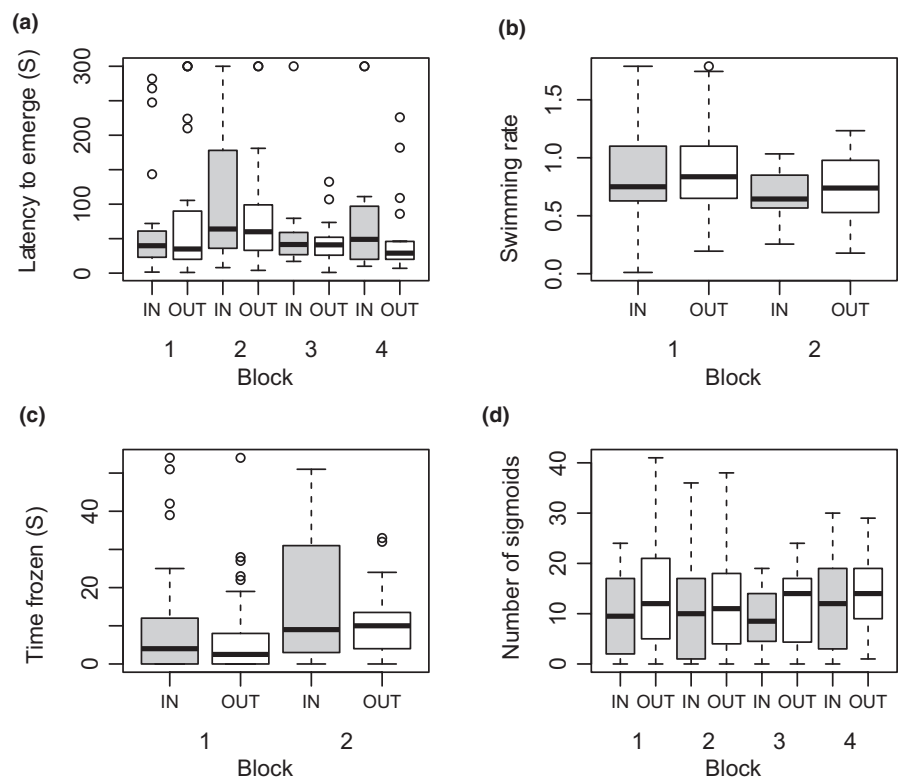 (a)
Latency to emerge (S)
0 50 100 200 300
IN OUT IN OUT IN OUT IN OUT
1 2 3 4
Block
(b)
Swimming rate
0.0 0.5 1.0 1.5
IN OUT IN OUT
1 2
Block
(c)
Time frozen (S)
0 20 40
IN OUT IN OUT
1 2
Block
(d)
Number of sigmoids
0 10 20 30 40
IN OUT IN OUT IN OUT IN OUT
1 2 3 4
Block